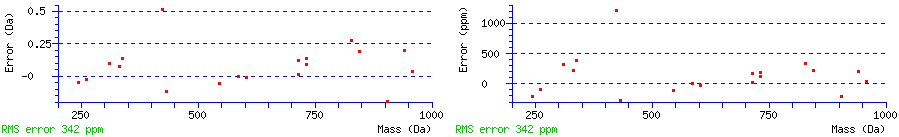 0.5
0.25
-0
Error (Da)
250
500
750
1000
RMS error 342 ppm
Mass (Da)
1000
500
0
Error (ppm)
250
500
750
1000
RMS error 342 ppm
Mass (Da)